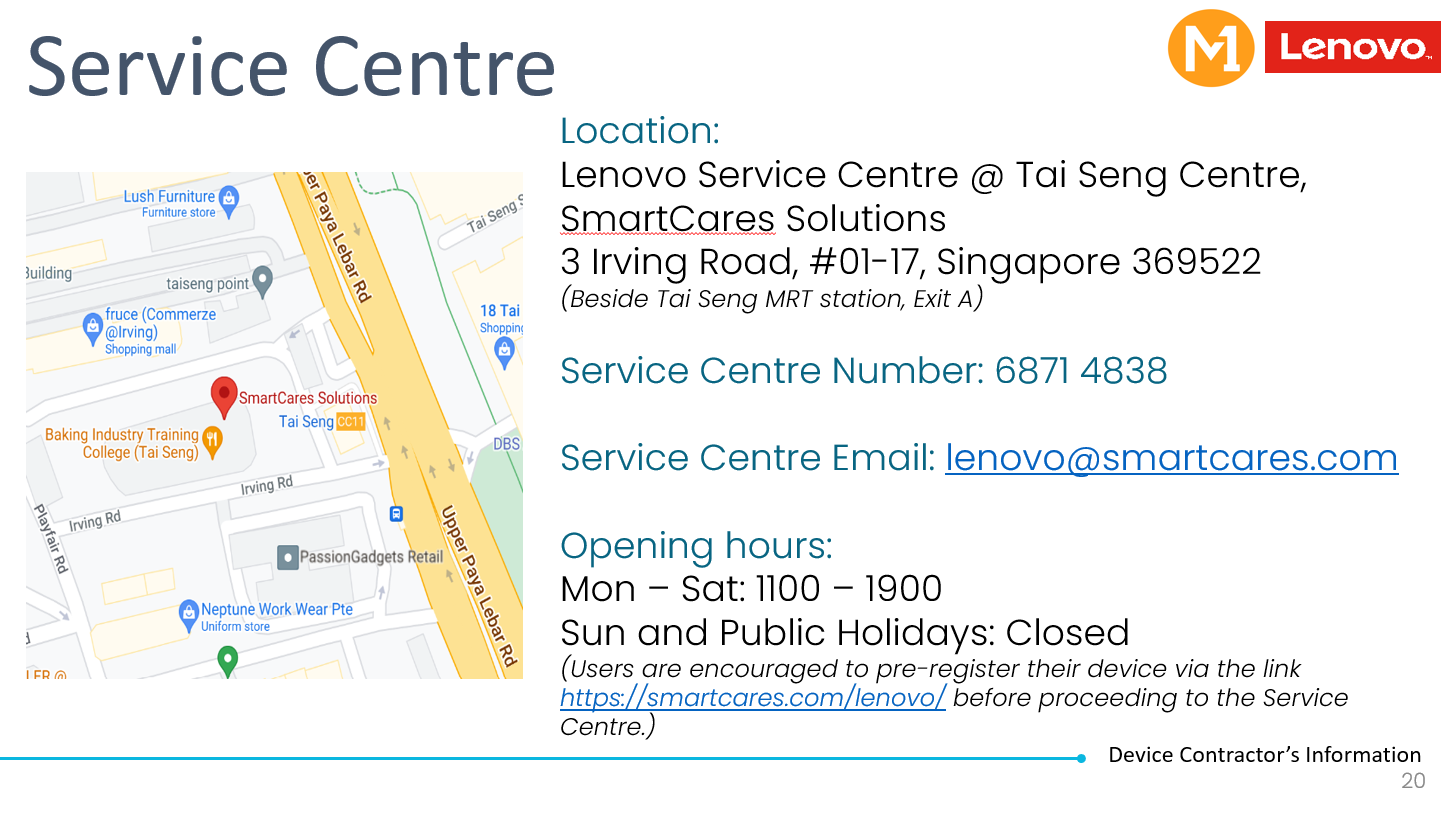 Service Centre
M1
Lenovo
Location:
Lenovo Service Centre @ Tai Seng Centre,
SmartCares Solutions
3 Irving Road, #01-17, Singapore 369522
(Beside Tai Seng MRT station, Exit A)
Service Centre Number: 6871 4838
Service Centre Email: lenovo@smartcares.com
Opening hours:
Mon – Sat: 1100 – 1900
Sun and Public Holidays: Closed
(Users are encouraged to pre-register their device via the link
https://smartcares.com/lenovo/ before proceeding to the Service
Centre.)
Lush Furniture
Furniture store
per Paya Lebar Rd
Tai Seng S
Building
taiseng point
fruce (Commerze
@Irving)
Shopping mall
18 Tai
Shopping
SmartCares Solutions
Tai Seng CC11
Baking Industry Training
College (Tai Seng)
DBS
Irving Rd
Irving Rd
Playfair Rd
Upper Paya Lebar Rd
PassionGadgets Retail
Neptune Work Wear Pte
Uniform store
LER @
Device Contractor's Information
20